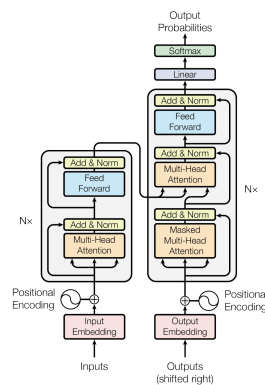 Output
Probabilities
Softmax
Linear
Add & Norm
Feed
Forward
Add & Norm
Multi-Head
Attention
Add & Norm
Masked
Multi-Head
Attention
Nx
Add & Norm
Feed
Forward
Add & Norm
Multi-Head
Attention
N×
Positional
Encoding
Positional
Encoding
Input
Embedding
Output
Embedding
Inputs
Outputs
(shifted right)